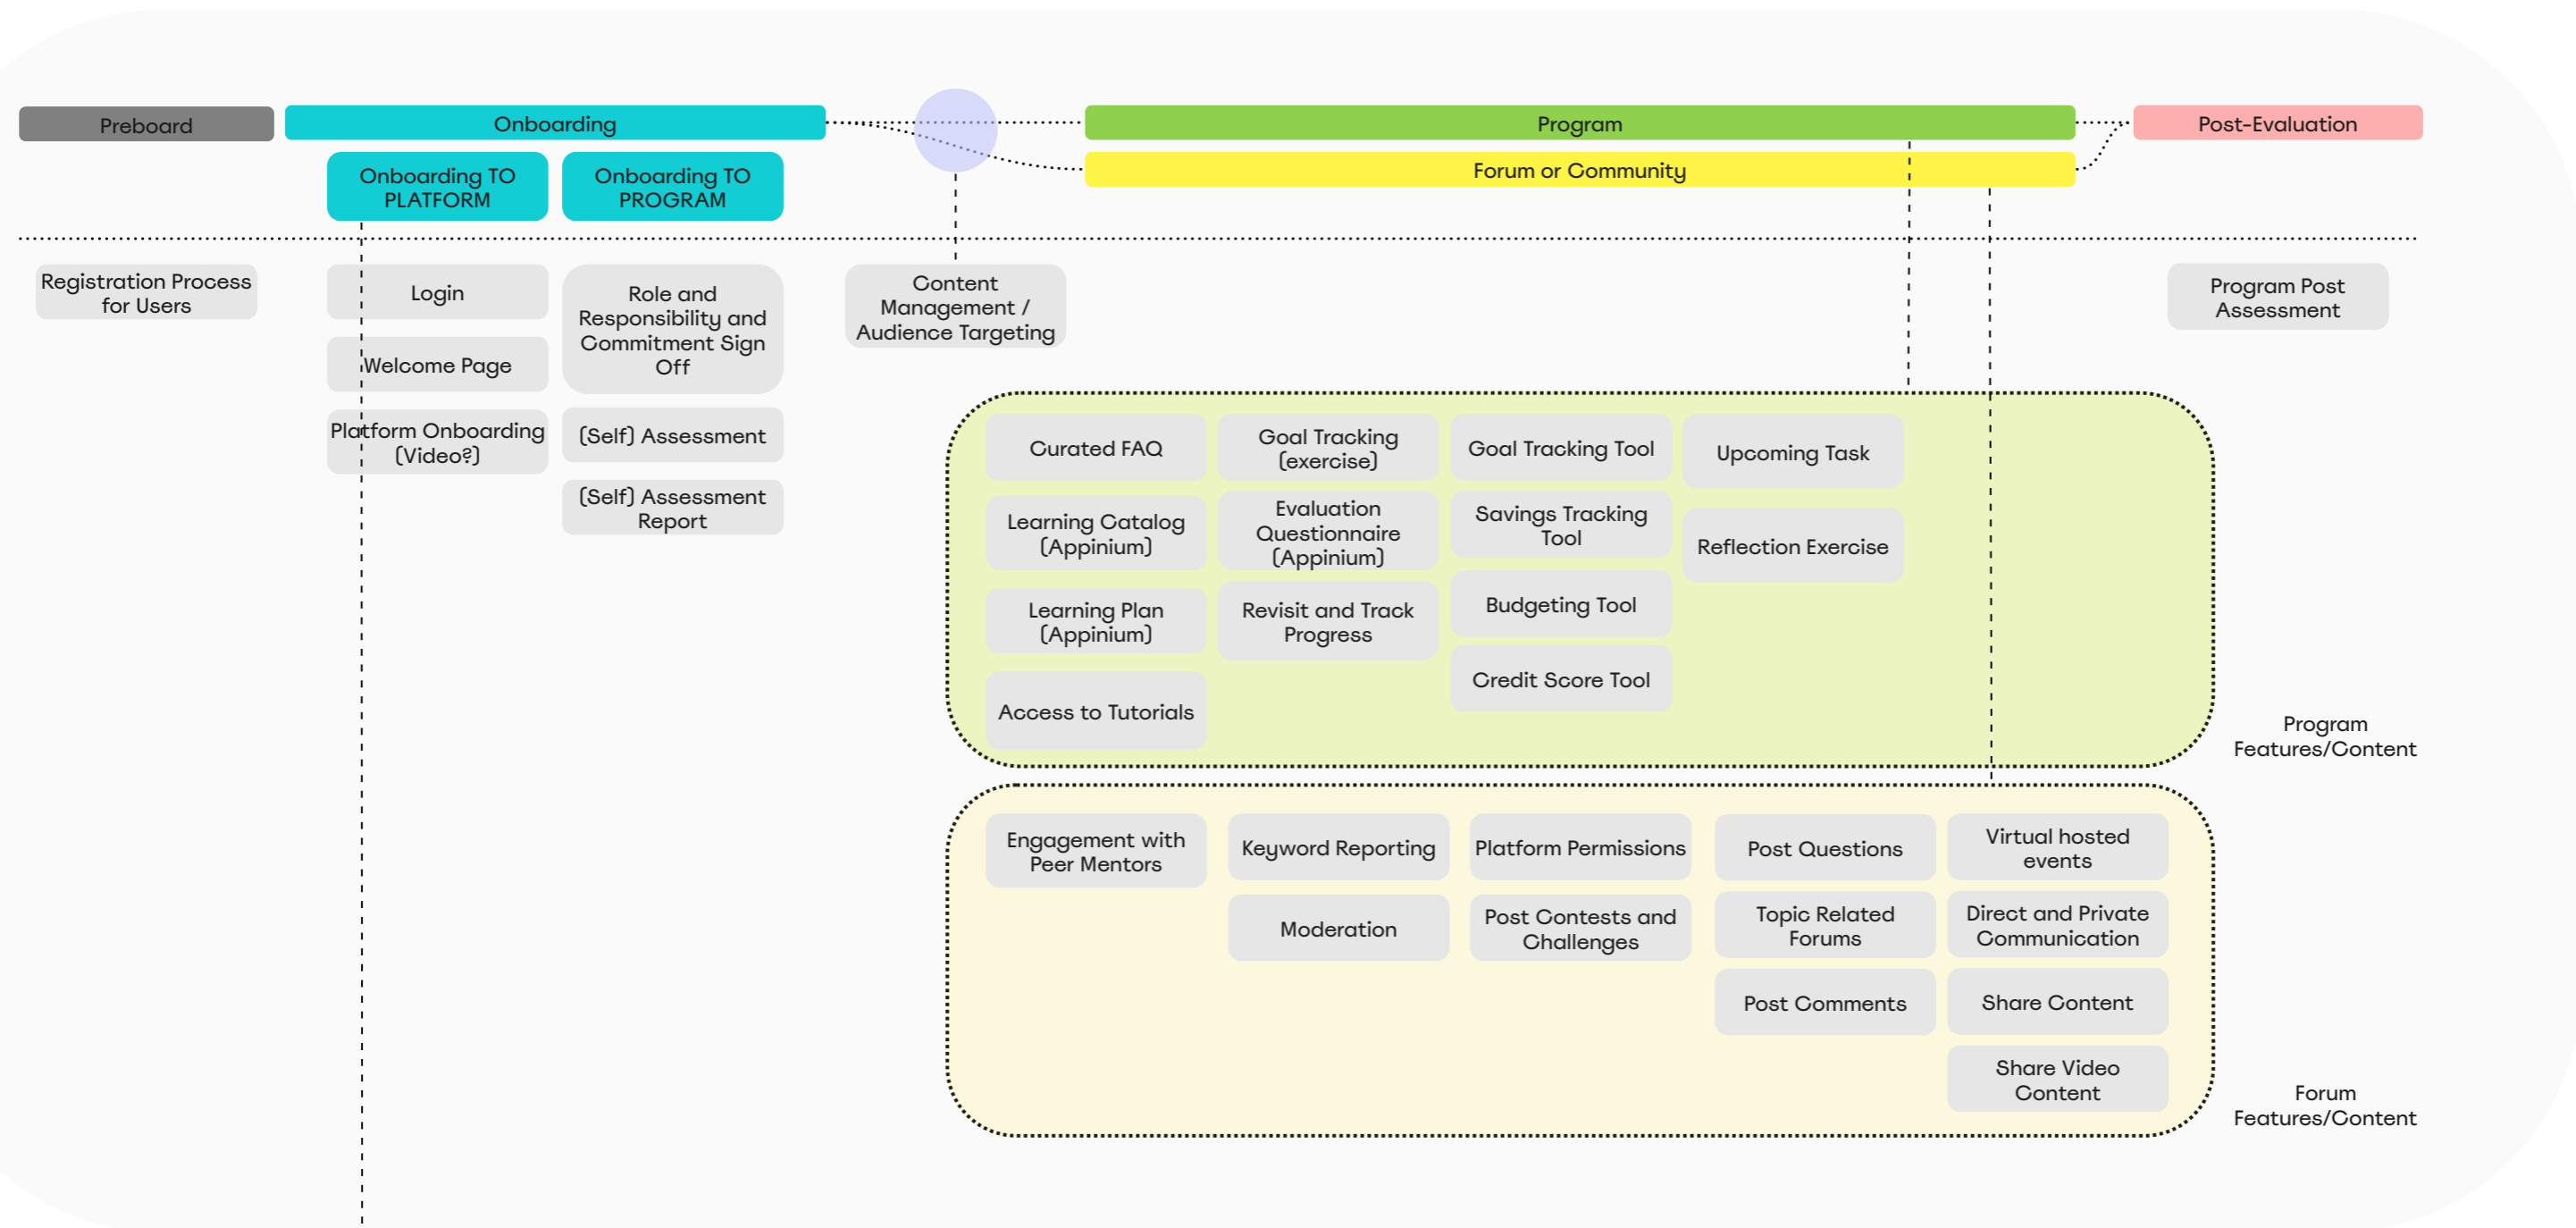 Preboard
Onboarding
Program
Post-Evaluation
Forum or Community
Onboarding TO
PLATFORM
Onboarding TO
PROGRAM
Registration Process
for Users
Login
Welcome Page
Platform Onboarding
(Video?)
Role and
Responsibility and
Commitment Sign
Off
(Self) Assessment
(Self) Assessment
Report
Content
Management /
Audience Targeting
Program Post
Assessment
Curated FAQ
Learning Catalog
(Appinium)
Learning Plan
(Appinium)
Access to Tutorials
Goal Tracking
(exercise)
Evaluation
Questionnaire
(Appinium)
Revisit and Track
Progress
Goal Tracking Tool
Savings Tracking
Tool
Budgeting Tool
Credit Score Tool
Upcoming Task
Reflection Exercise
Program
Features/Content
Engagement with
Peer Mentors
Keyword Reporting
Moderation
Platform Permissions
Post Contests and
Challenges
Post Questions
Topic Related
Forums
Post Comments
Virtual hosted
events
Direct and Private
Communication
Share Content
Share Video
Content
Forum
Features/Content